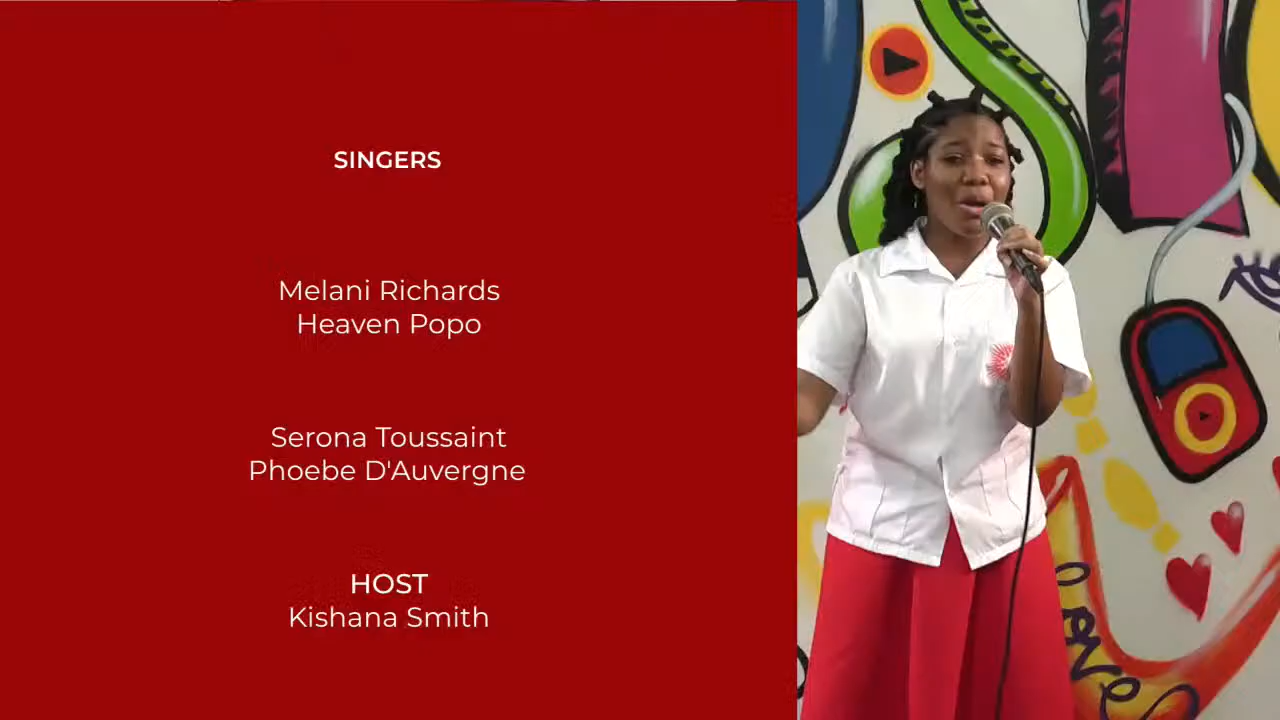 SINGERS
Melani Richards
Heaven Popo
Serona Toussaint
Phoebe D'Auvergne
HOST
Kishana Smith